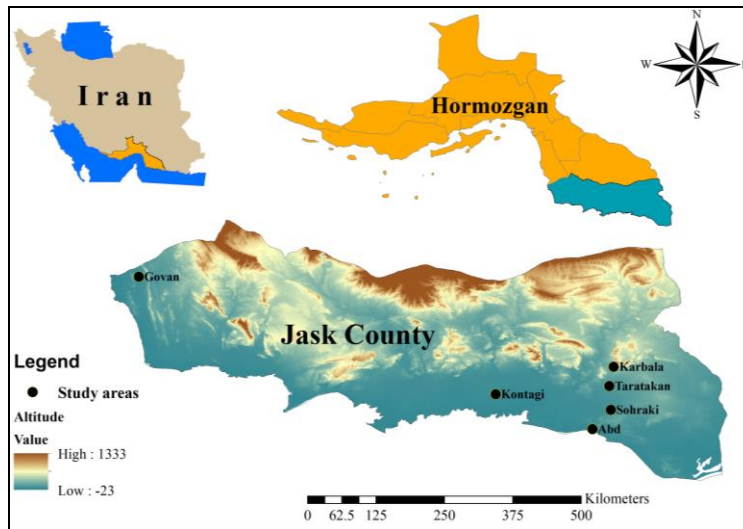 Iran
Hormozgan
N
W
S
Govan
Jask County
Karbala
Taratakan
Kontagi
Sohraki
Abd
Legend
Study areas
Altitude
Value
High : 1333
Low : -23
Kilometers
0 62.5 125 250 375 500